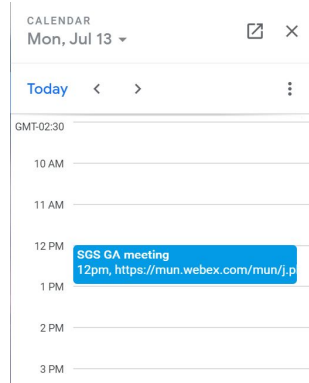 CALENDAR
Mon, Jul 13
Today
GMT-02:30
10 AM
11 AM
12 PM
SGS GA meeting
12pm, https://mun.webex.com/mun/j.p
1 PM
2 PM
3 PM